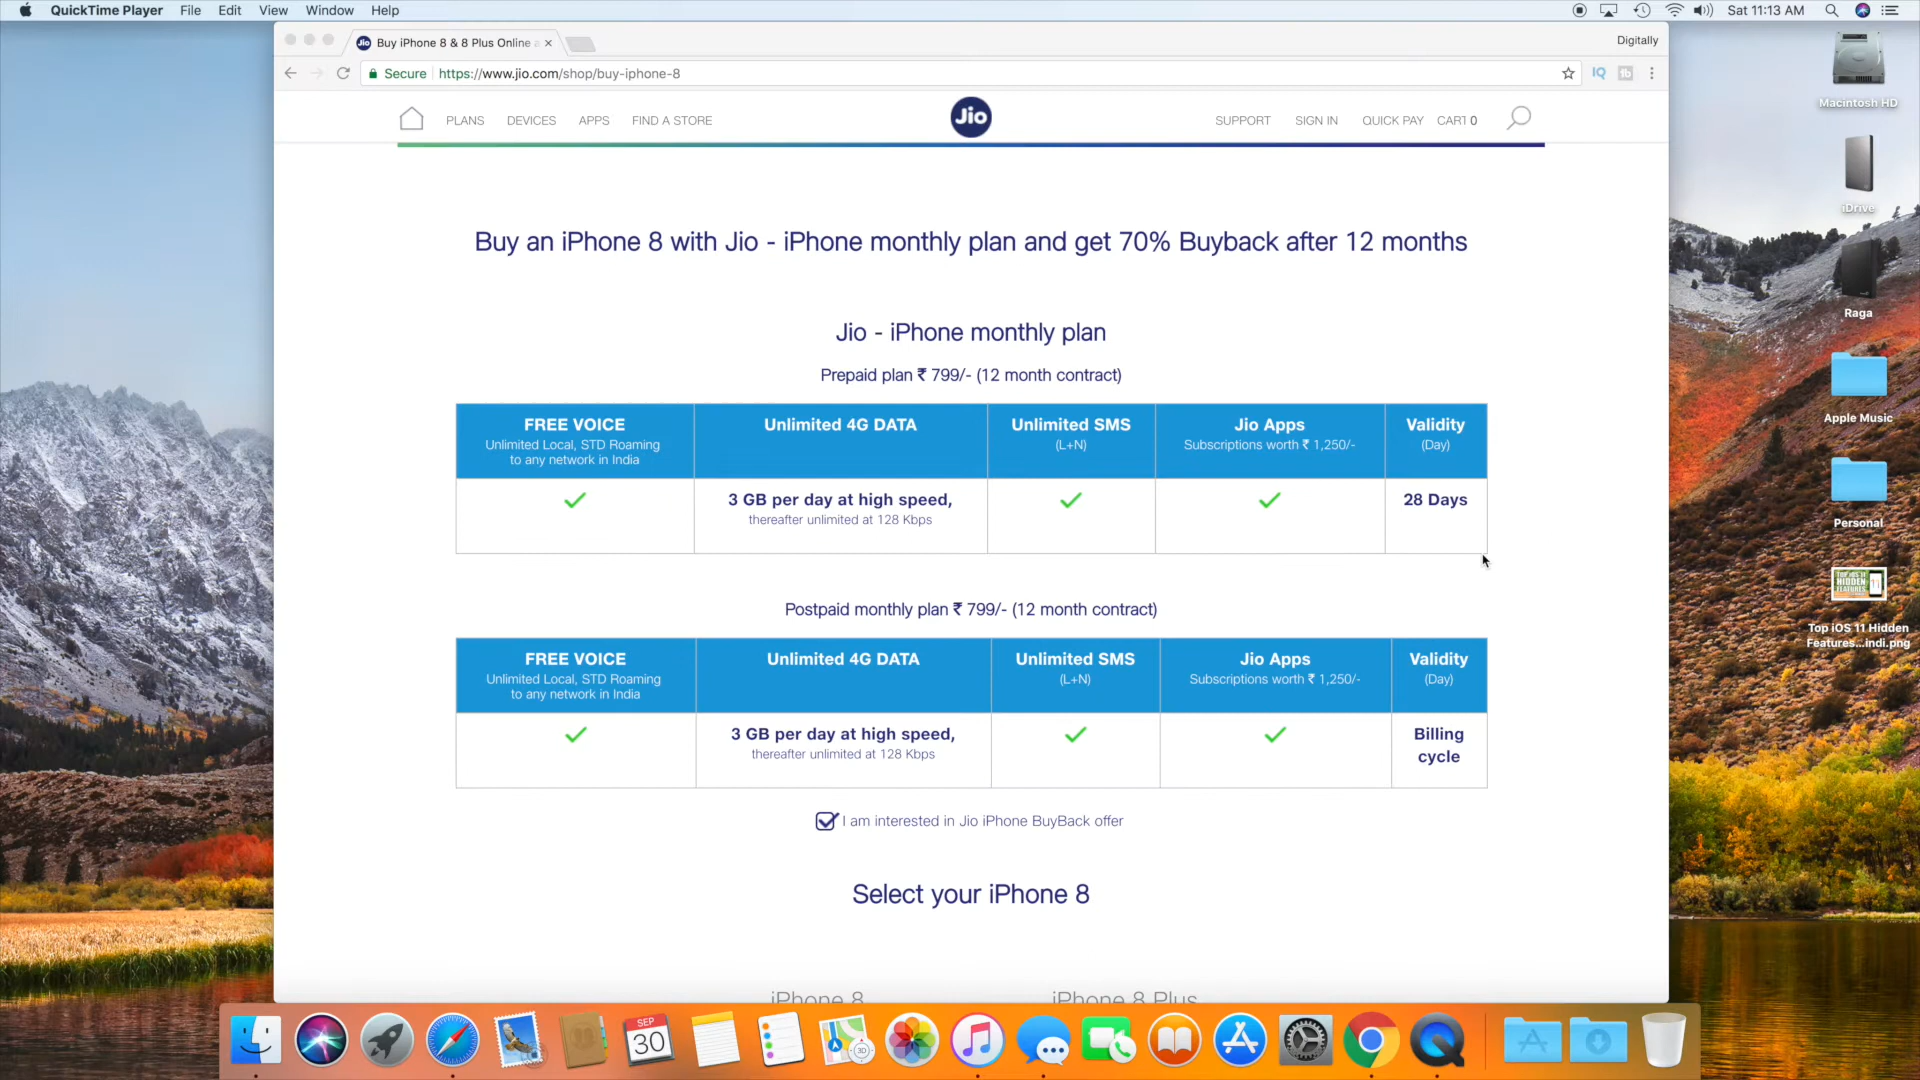 QuickTime Player File Edit View Window Help
Sat 11:13 AM
Jio Buy iPhone 8 & 8 Plus Online
Digitally
Secure https://www.jio.com/shop/buy-iphone-8
IQ
PLANS DEVICES APPS FIND A STORE
Jio
SUPPORT SIGN IN QUICK PAY CART 0
Buy an iPhone 8 with Jio - iPhone monthly plan and get 70% Buyback after 12 months
Jio - iPhone monthly plan
Prepaid plan ₹ 799/- (12 month contract)
FREE VOICE
Unlimited Local, STD Roaming
to any network in India
Unlimited 4G DATA
Unlimited SMS
(L+N)
Jio Apps
Subscriptions worth ₹ 1,250/-
Validity
(Day)
3 GB per day at high speed,
thereafter unlimited at 128 Kbps
28 Days
Postpaid monthly plan ₹ 799/- (12 month contract)
FREE VOICE
Unlimited Local, STD Roaming
to any network in India
Unlimited 4G DATA
Unlimited SMS
(L+N)
Jio Apps
Subscriptions worth ₹ 1,250/-
Validity
(Day)
3 GB per day at high speed,
thereafter unlimited at 128 Kbps
Billing
cycle
I am interested in Jio iPhone BuyBack offer
Select your iPhone 8
iPhone 8
iPhone 8 Plus
Macintosh HD
iDrive
Raga
Apple Music
Personal
TOP IOS 11
HIDDEN
FEATURES
Top iOS 11 Hidden
Features...indi.png
SEP
30
3D